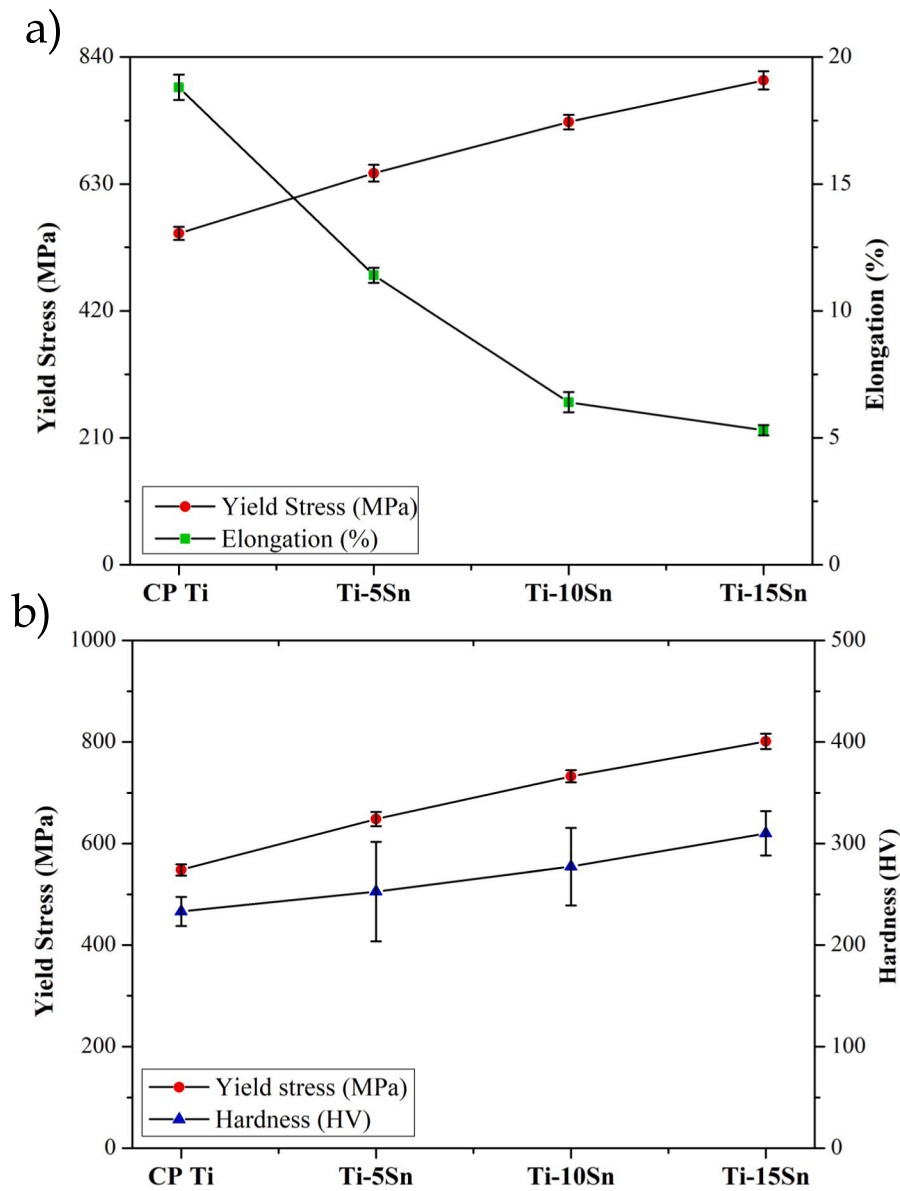 a)
840
630
420
210
0
Yield Stress (MPa)
20
15
10
5
0
Elongation (%)
Yield Stress (MPa)
Elongation (%)
CP Ti Ti-5Sn Ti-10Sn Ti-15Sn
b)
1000
800
600
400
200
0
Yield Stress (MPa)
500
400
300
200
100
0
Hardness (HV)
Yield stress (MPa)
Hardness (HV)
CP Ti Ti-5Sn Ti-10Sn Ti-15Sn